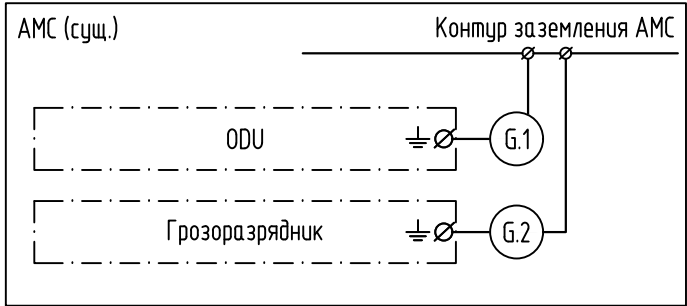 АМС (сущ.)
Контур заземления АМС
ODU
G.1
Грозоразрядник
G.2